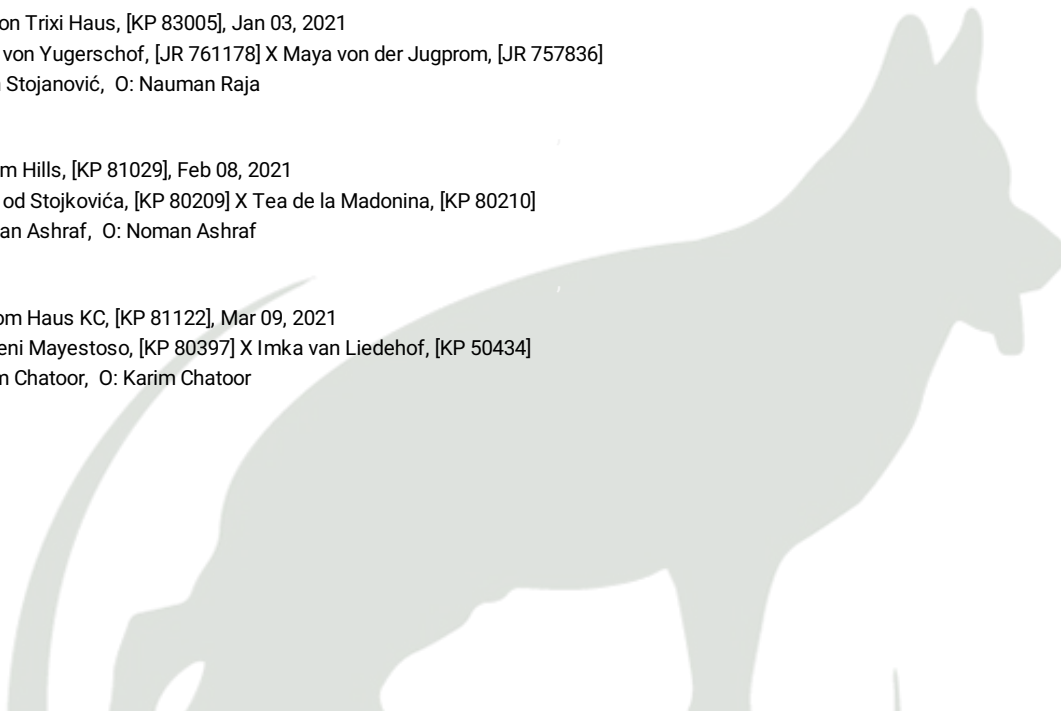 on Trixi Haus, [KP 83005], Jan 03, 2021
von Yugerschof, [JR 761178] X Maya von der Jugprom, [JR 757836]
Stojanović, O: Nauman Raja
m Hills, [KP 81029], Feb 08, 2021
od Stojkovića, [KP 80209] X Tea de la Madonina, [KP 80210]
an Ashraf, O: Noman Ashraf
om Haus KC, [KP 81122], Mar 09, 2021
eni Mayestoso, [KP 80397] X Imka van Liedehof, [KP 50434]
m Chatoor, O: Karim Chatoor